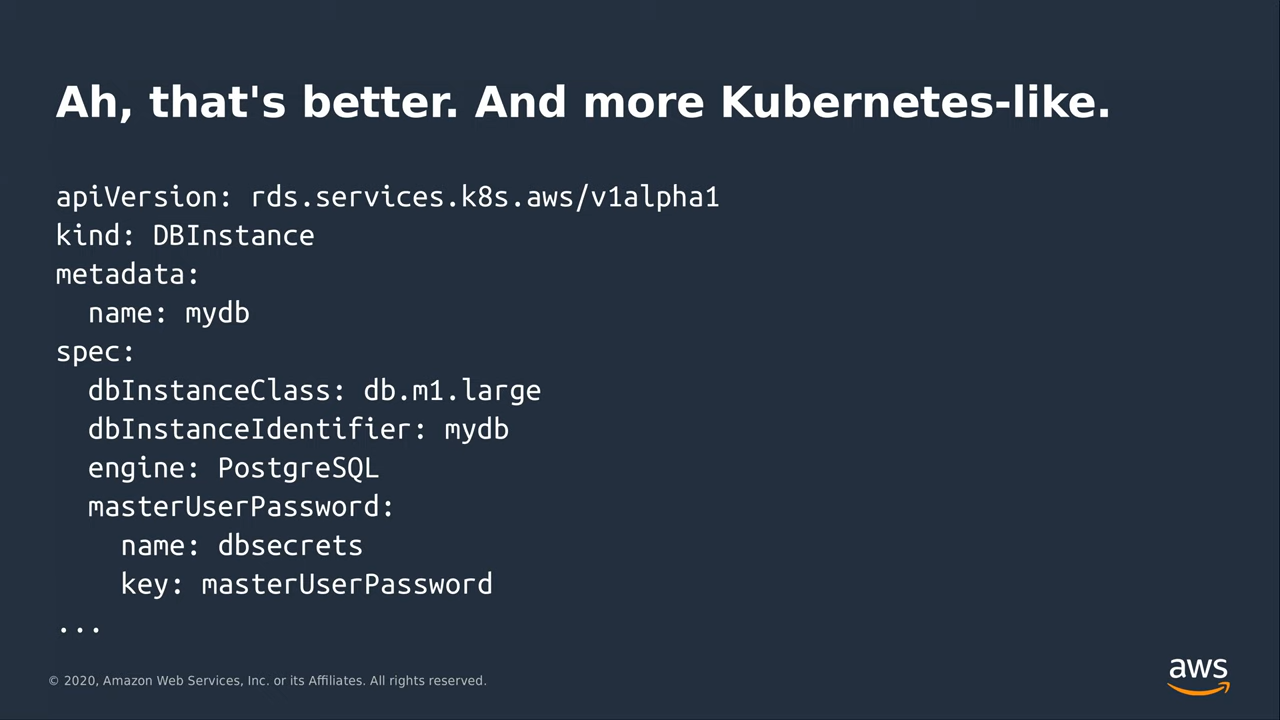 Ah, that's better. And more Kubernetes-like.
apiVersion: rds.services.k8s.aws/v1alpha1
kind: DBInstance
metadata:
  name: mydb
spec:
  dbInstanceClass: db.m1.large
  dbInstanceIdentifier: mydb
  engine: PostgreSQL
  masterUserPassword:
    name: dbsecrets
    key: masterUserPassword
...
© 2020, Amazon Web Services, Inc. or its Affiliates. All rights reserved.
aws